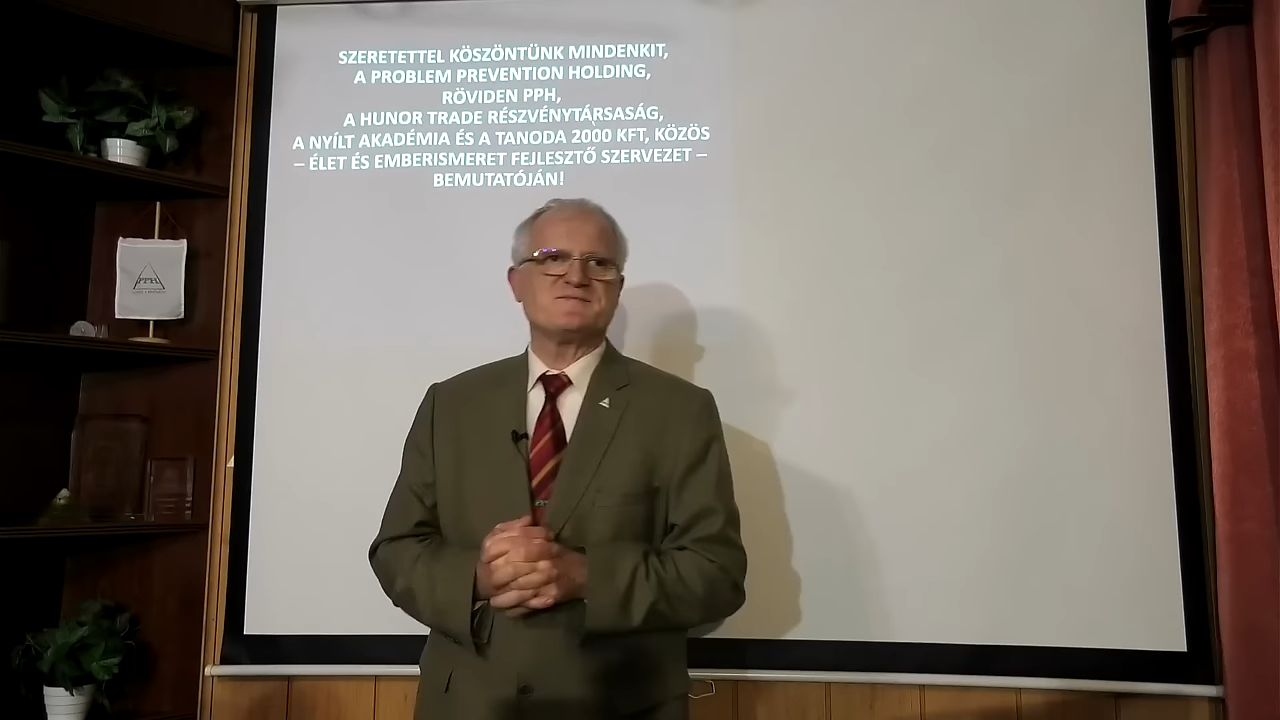 SZERETETTEL KÖSZÖNTÜNK MINDENKIT,
A PROBLEM PREVENTION HOLDING,
RÖVIDEN PPH,
A HUNOR TRADE RÉSZVÉNYTÁRSASÁG,
A NYÍLT AKADÉMIA ÉS A TANODA 2000 KFT, KÖZÖS
– ÉLET ÉS EMBERISMERET FEJLESZTŐ SZERVEZET –
BEMUTATÓJÁN!
PPH